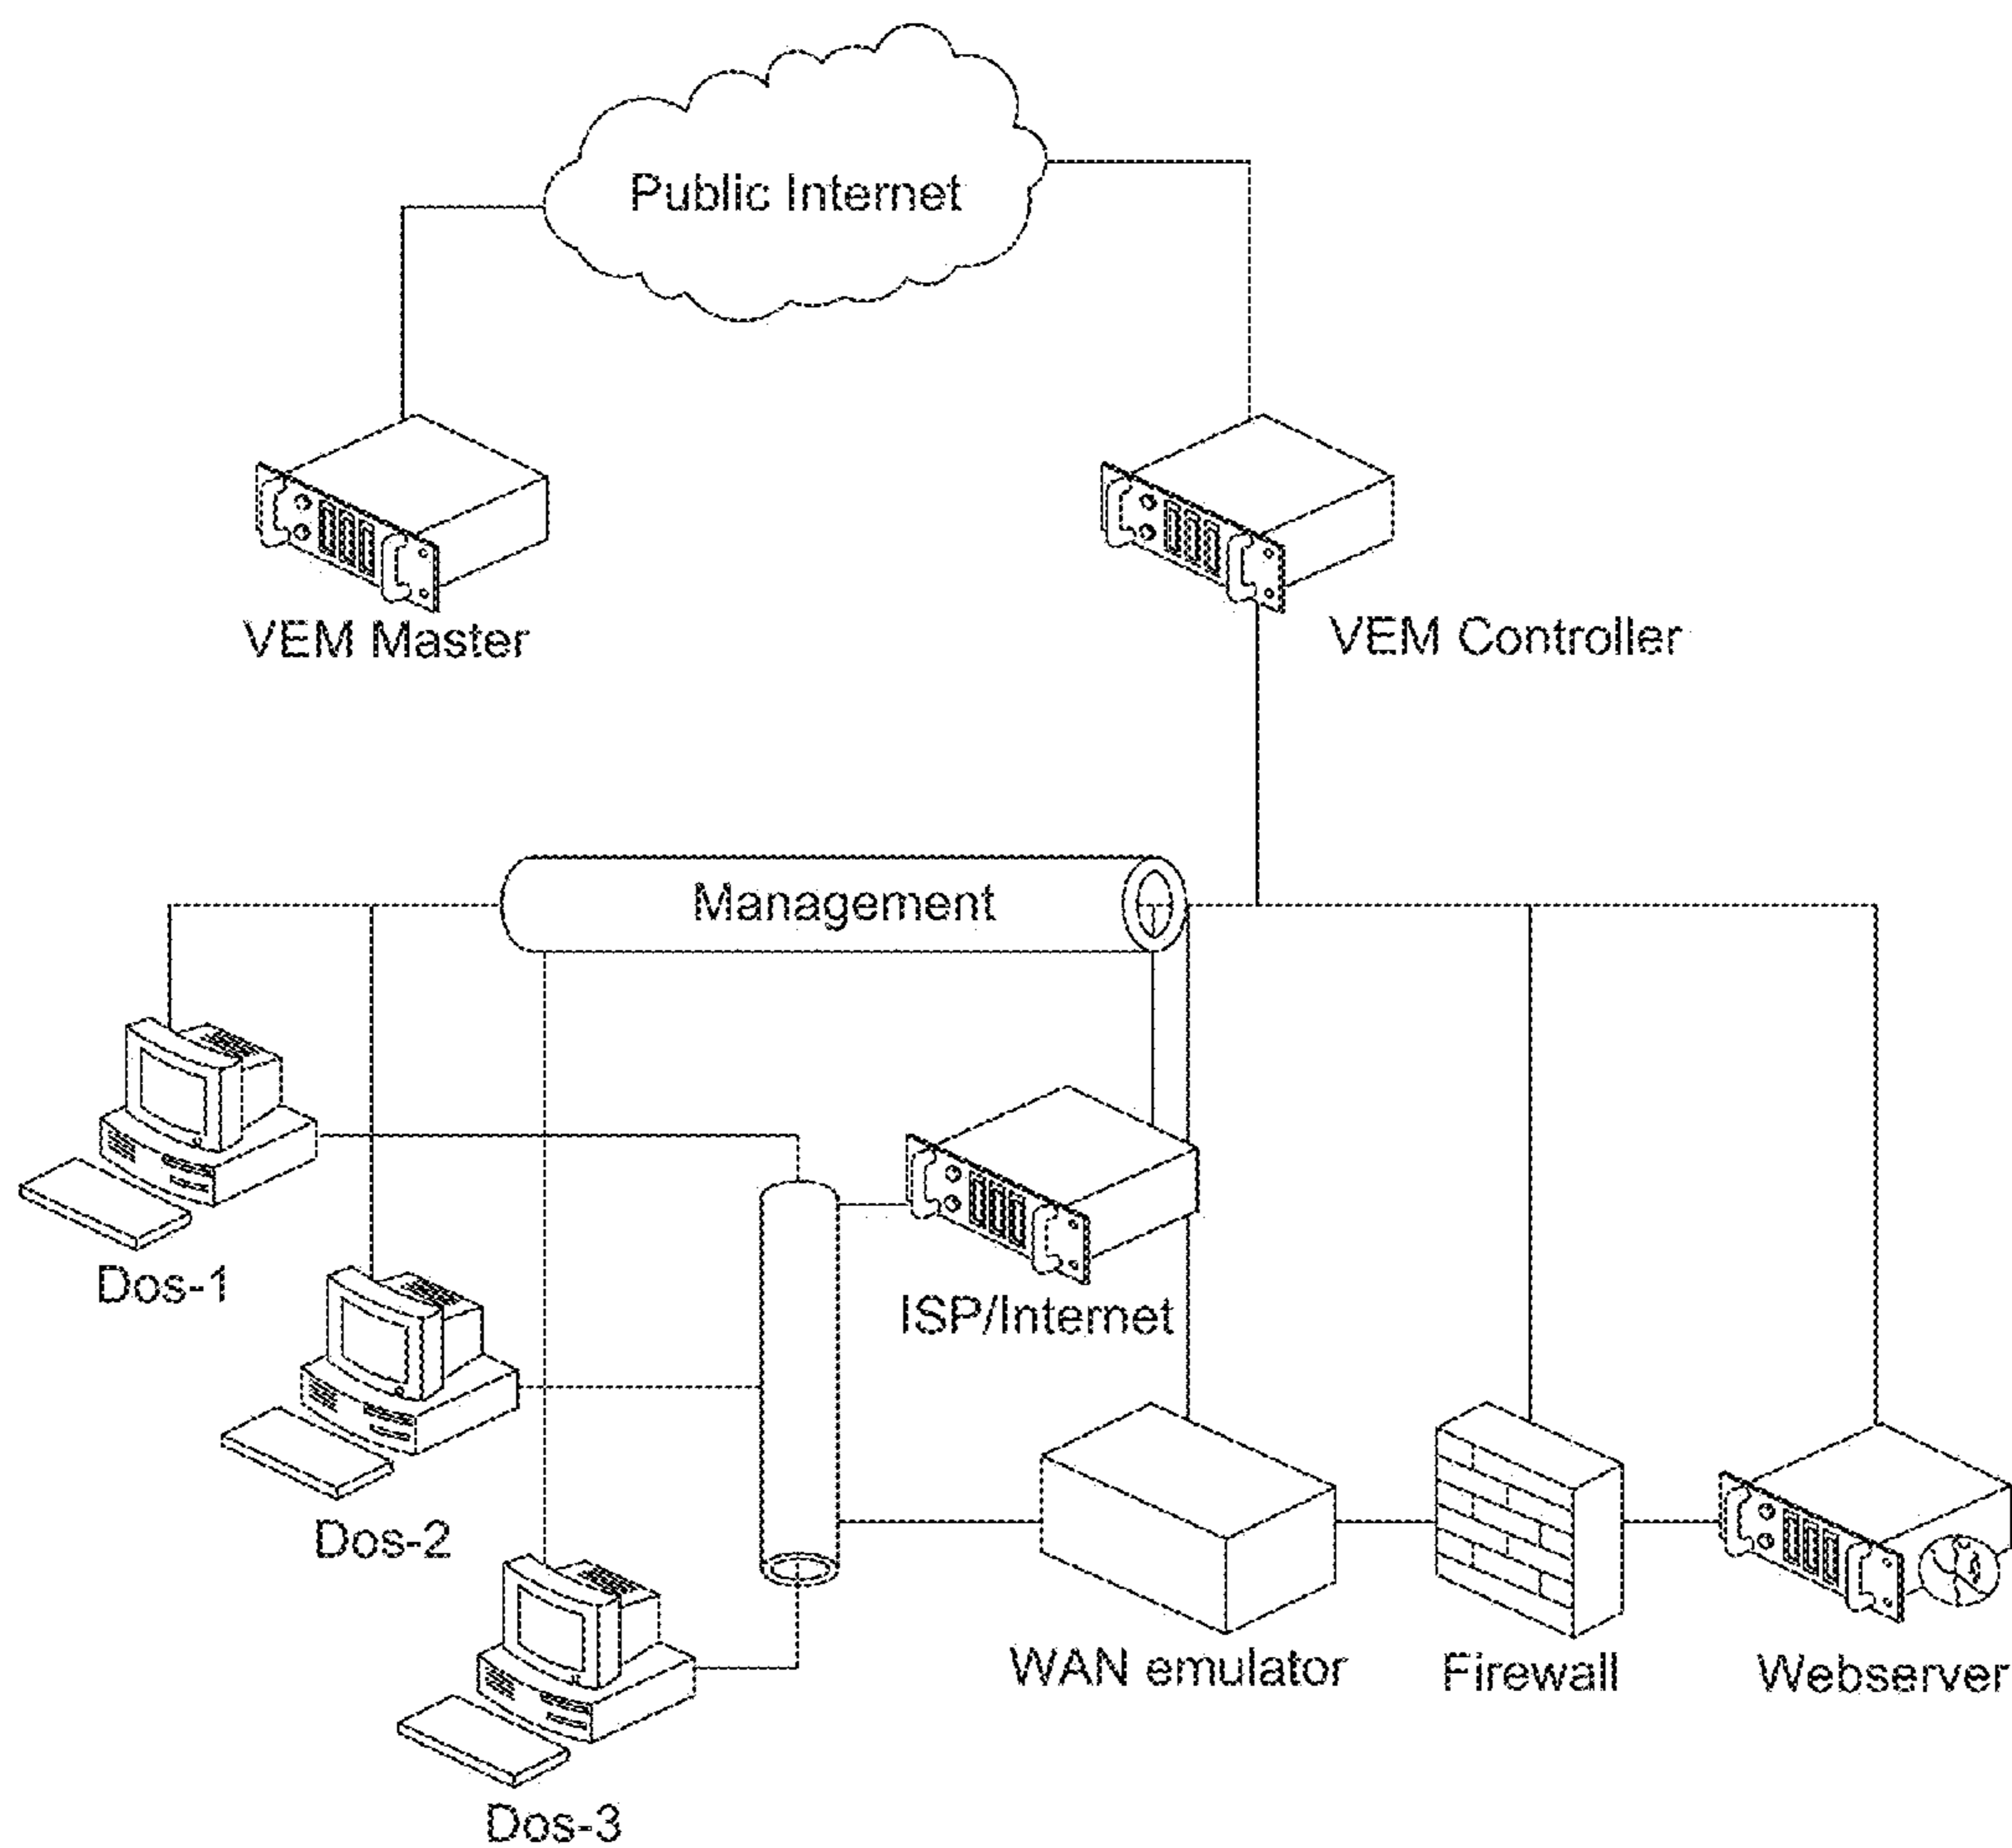 Public Internet
VEM Master
VEM Controller
Management
Dos-1
ISP/Internet
Dos-2
WAN emulator
Firewall
Webserver
Dos-3